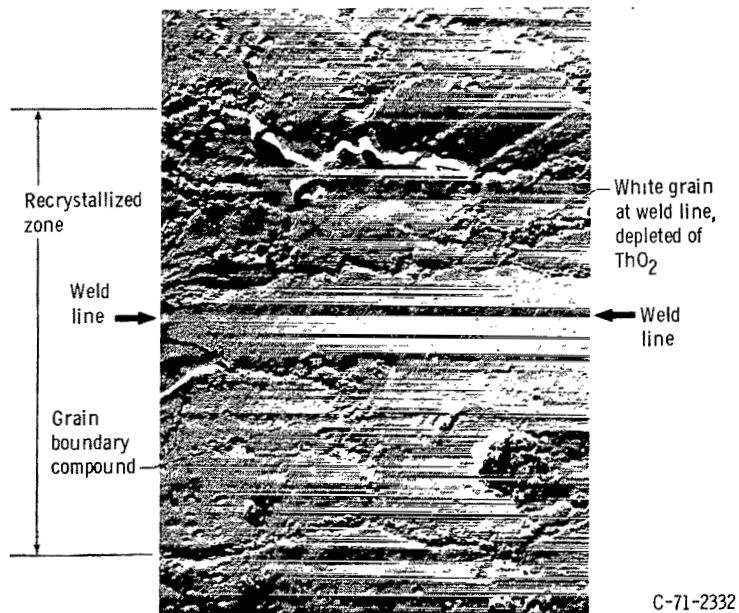 Recrystallized
zone
Weld
line
Grain
boundary
compound
White grain
at weld line,
depleted of
ThO2
Weld
line
C-71-2332